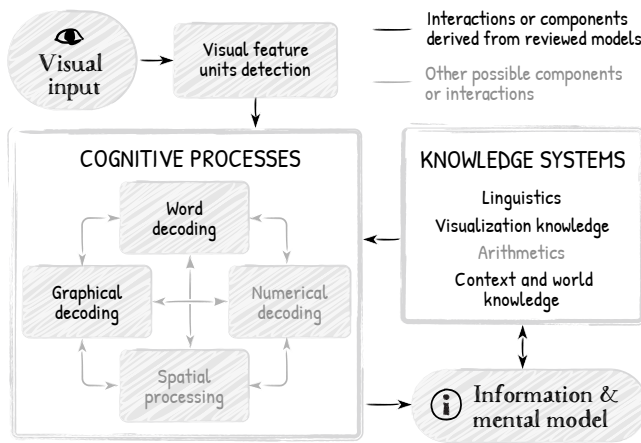 Visual
input
Visual feature
units detection
Interactions or components
derived from reviewed models
Other possible components
or interactions
COGNITIVE PROCESSES
Word
decoding
Graphical
decoding
Numerical
decoding
Spatial
processing
KNOWLEDGE SYSTEMS
Linguistics
Visualization knowledge
Arithmetics
Context and world
knowledge
Information &
mental model